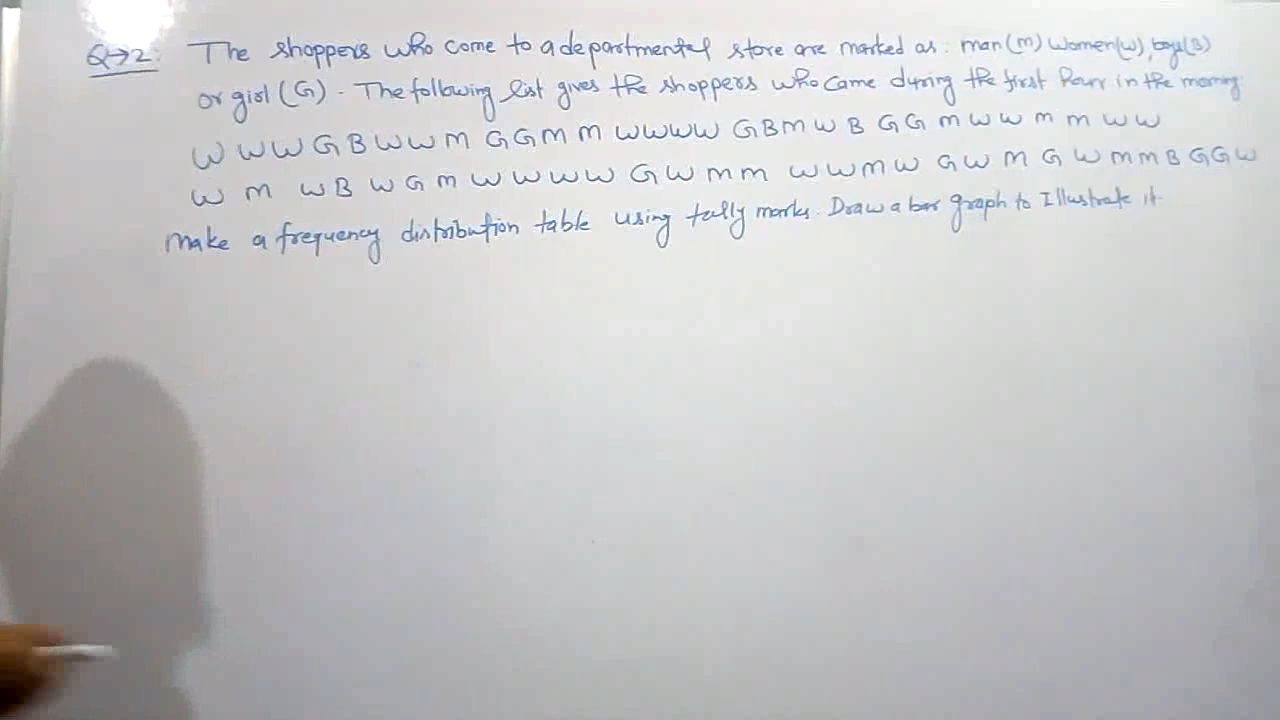 Q→2: The shoppers who come to a departmental store are marked as: man(m) women(w), boys(B)
or girl (G). The following list gives the shoppers who came during the first hour in the morning
W W W G B W W M G G M M W W W W G B M W B G G M W W M M W W
W M W B W G M W W W W G W M M W W M W G W M G W M M B G G W
Make a frequency distribution table using tally marks. Draw a bar graph to Illustrate it.